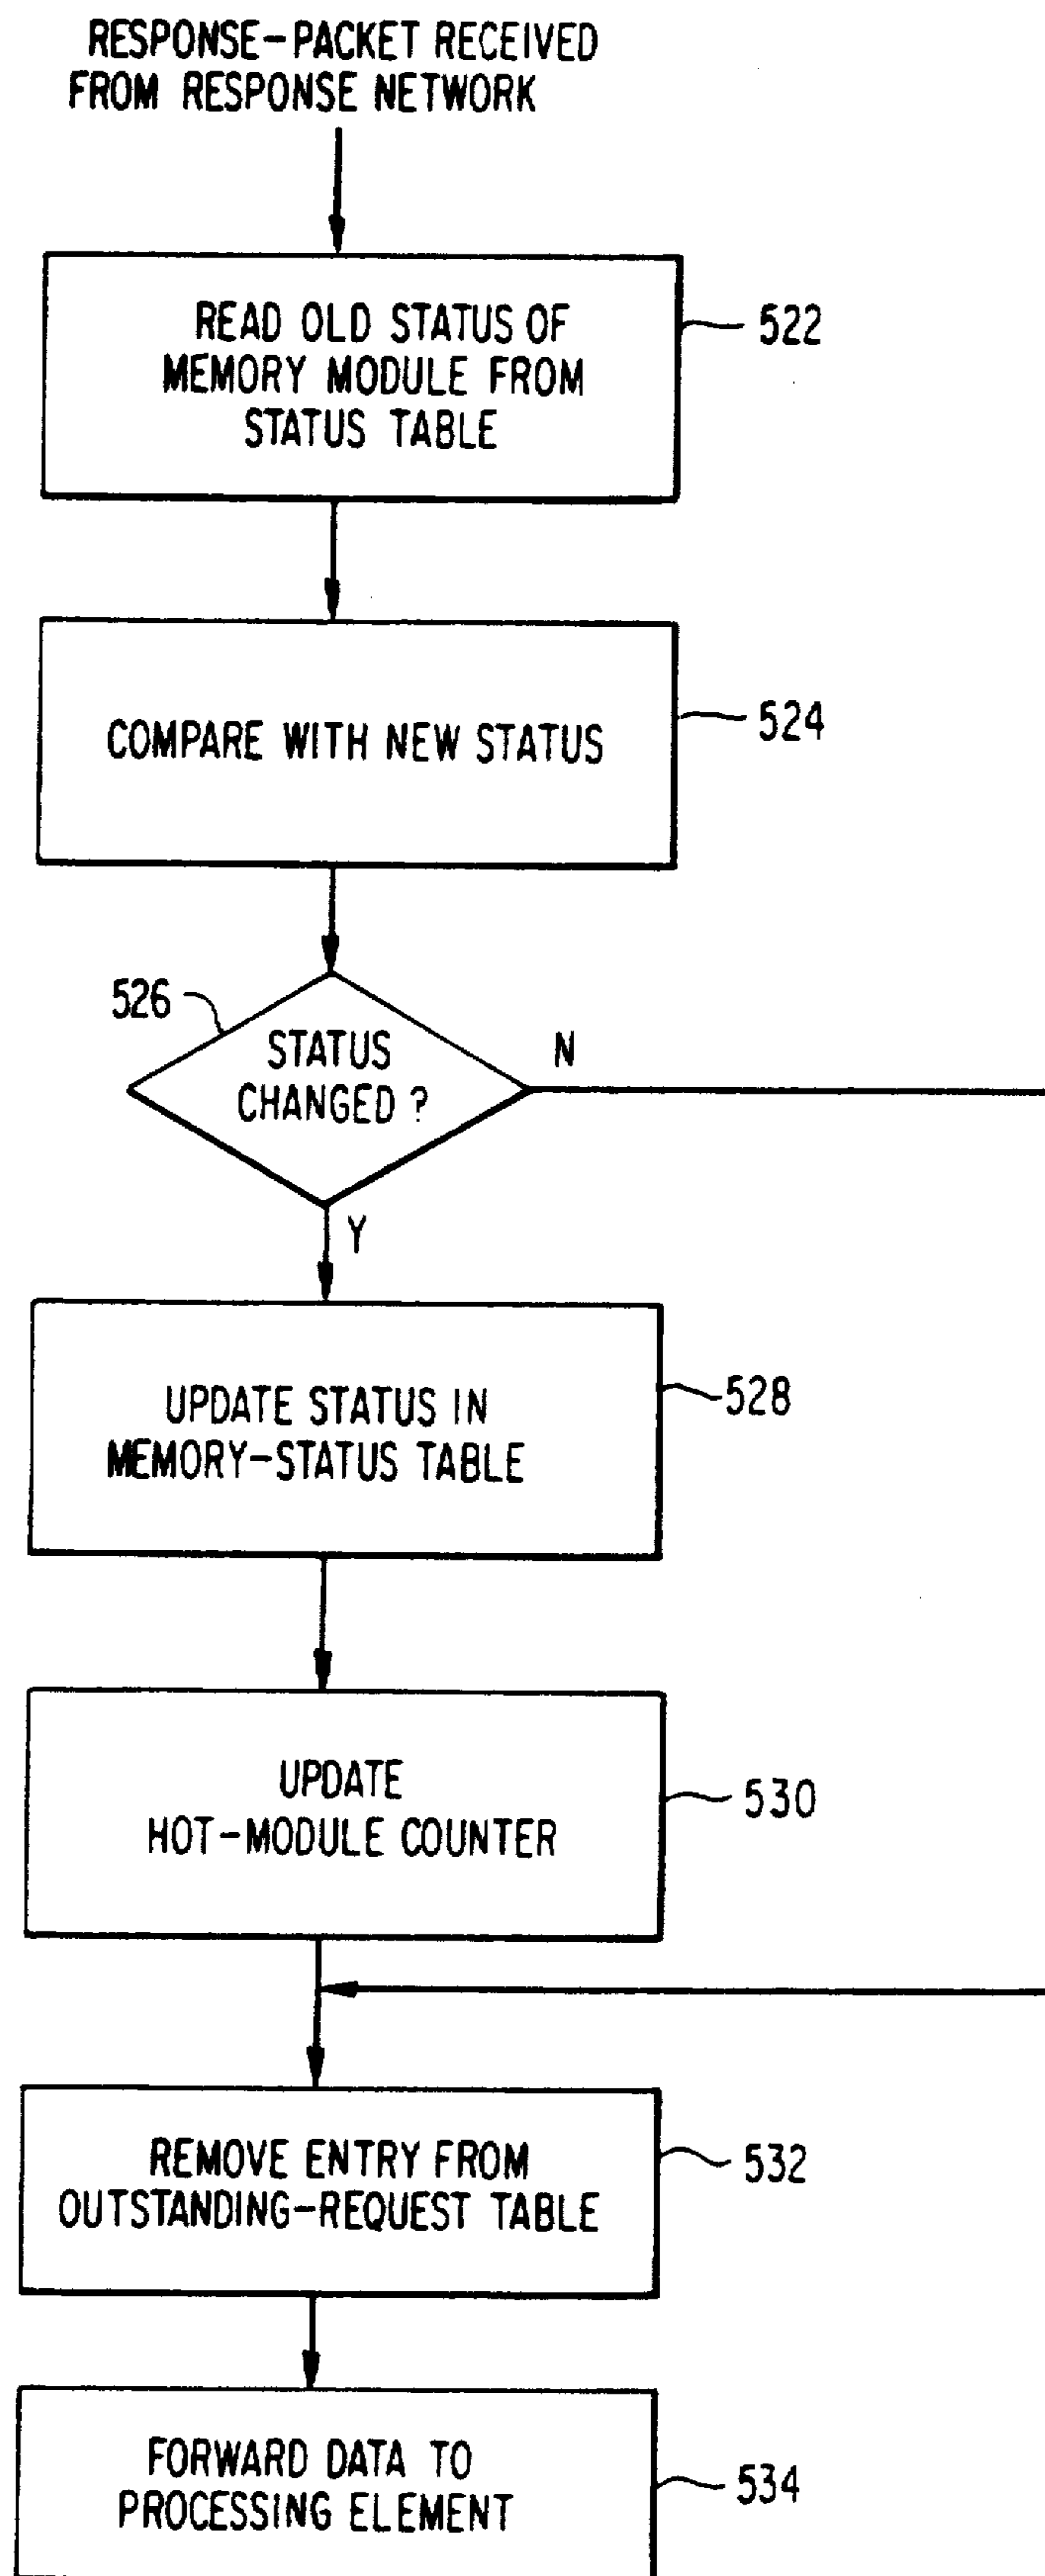 RESPONSE-PACKET RECEIVED
FROM RESPONSE NETWORK
READ OLD STATUS OF
MEMORY MODULE FROM
STATUS TABLE
522
COMPARE WITH NEW STATUS
524
526
STATUS
CHANGED ?
N
Y
UPDATE STATUS IN
MEMORY-STATUS TABLE
528
UPDATE
HOT-MODULE COUNTER
530
REMOVE ENTRY FROM
OUTSTANDING-REQUEST TABLE
532
FORWARD DATA TO
PROCESSING ELEMENT
534